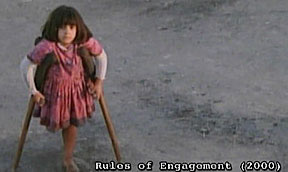 Rules of Engagement (2000)